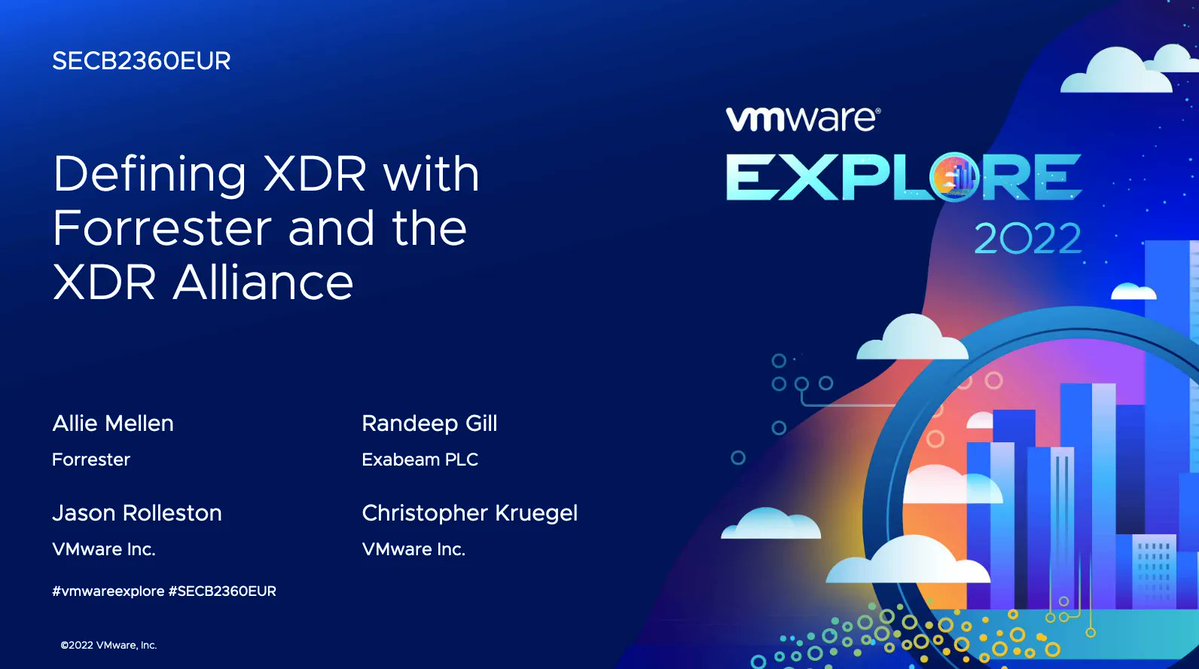 SECB2360EUR
vmware®
EXPLORE
2022
Defining XDR with
Forrester and the
XDR Alliance
Allie Mellen
Forrester
Randeep Gill
Exabeam PLC
Jason Rolleston
VMware Inc.
Christopher Kruegel
VMware Inc.
#vmwareexplore #SECB2360EUR
©2022 VMware, Inc.